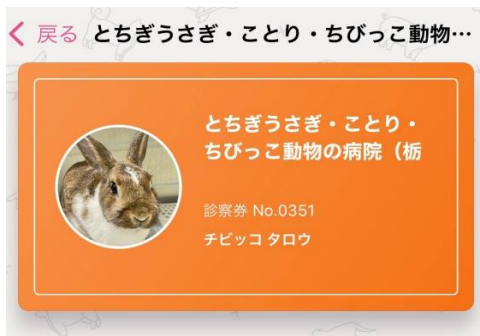 戻る とちぎうさぎ・ことり・ちびっこ動物…
とちぎうさぎ・ことり・
ちびっこ動物の病院（栃
診察券 No.0351
チビッコ タロウ